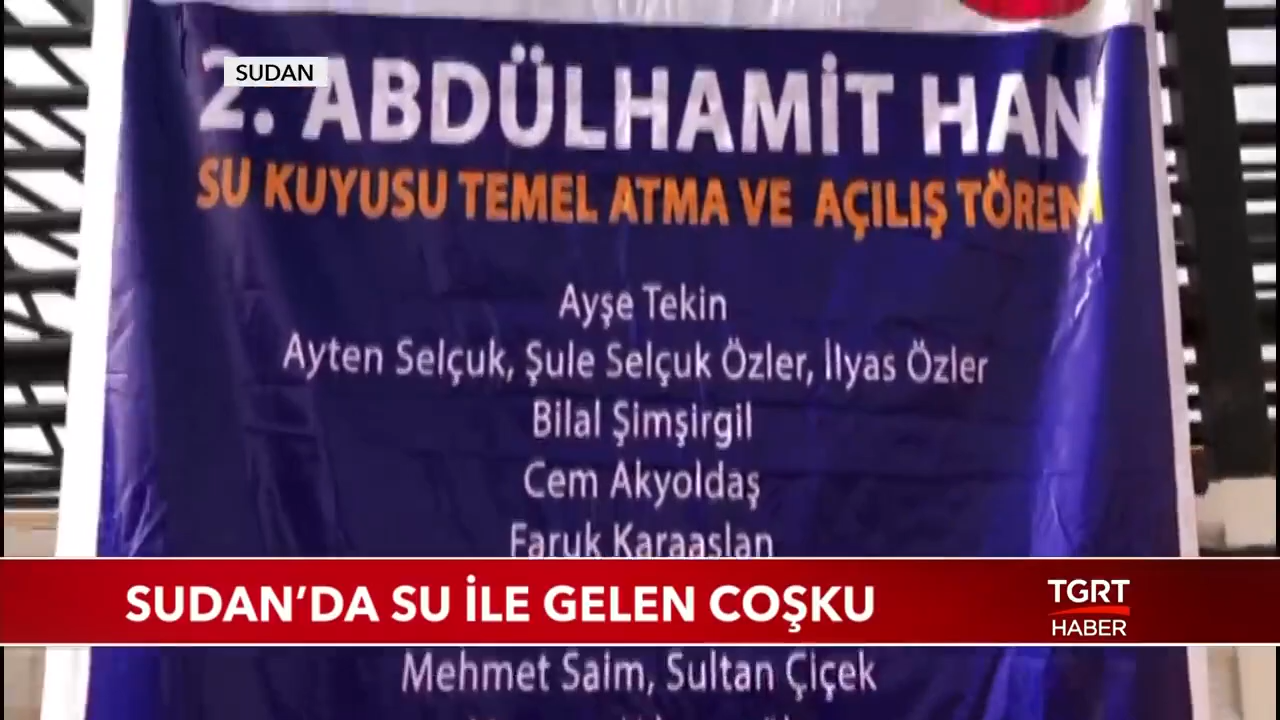 SUDAN
2. ABDÜLHAMİT HAN
SU KUYUSU TEMEL ATMA VE AÇILIŞ TÖRENİ
Ayşe Tekin
Ayten Selçuk, Şule Selçuk Özler, İlyas Özler
Bilal Şimşirgil
Cem Akyoldaş
Faruk Karaaslan
SUDAN'DA SU İLE GELEN COŞKU
TGRT
HABER
Mehmet Saim, Sultan Çiçek